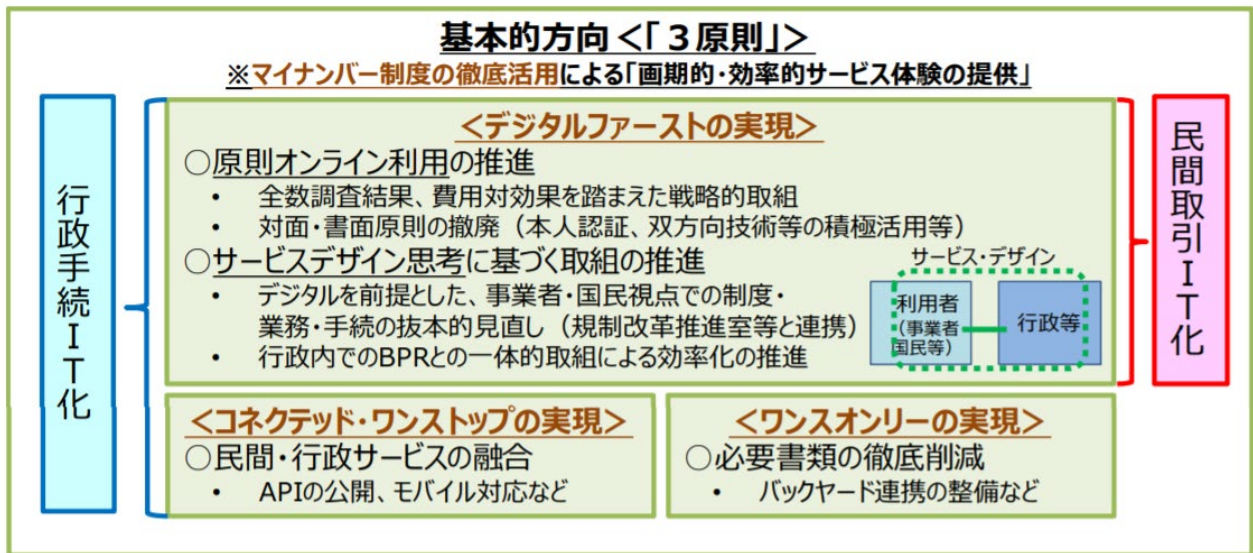 基本的方向<「３原則」>
※マイナンバー制度の徹底活用による「画期的・効率的サービス体験の提供」
行政手続ＩＴ化
<デジタルファーストの実現>
○原則オンライン利用の推進
・ 全数調査結果、費用対効果を踏まえた戦略的取組
・ 対面・書面原則の撤廃（本人認証、双方向技術等の積極活用等）
○サービスデザイン思考に基づく取組の推進
・ デジタルを前提とした、事業者・国民視点での制度・
業務・手続の抜本的見直し（規制改革推進室等と連携）
・ 行政内でのBPRとの一体的取組による効率化の推進
サービス・デザイン
利用者
（事業者
国民等）
行政等
民間取引ＩＴ化
<コネクテッド・ワンストップの実現>
○民間・行政サービスの融合
・ APIの公開、モバイル対応など
<ワンスオンリーの実現>
○必要書類の徹底削減
・ バックヤード連携の整備など